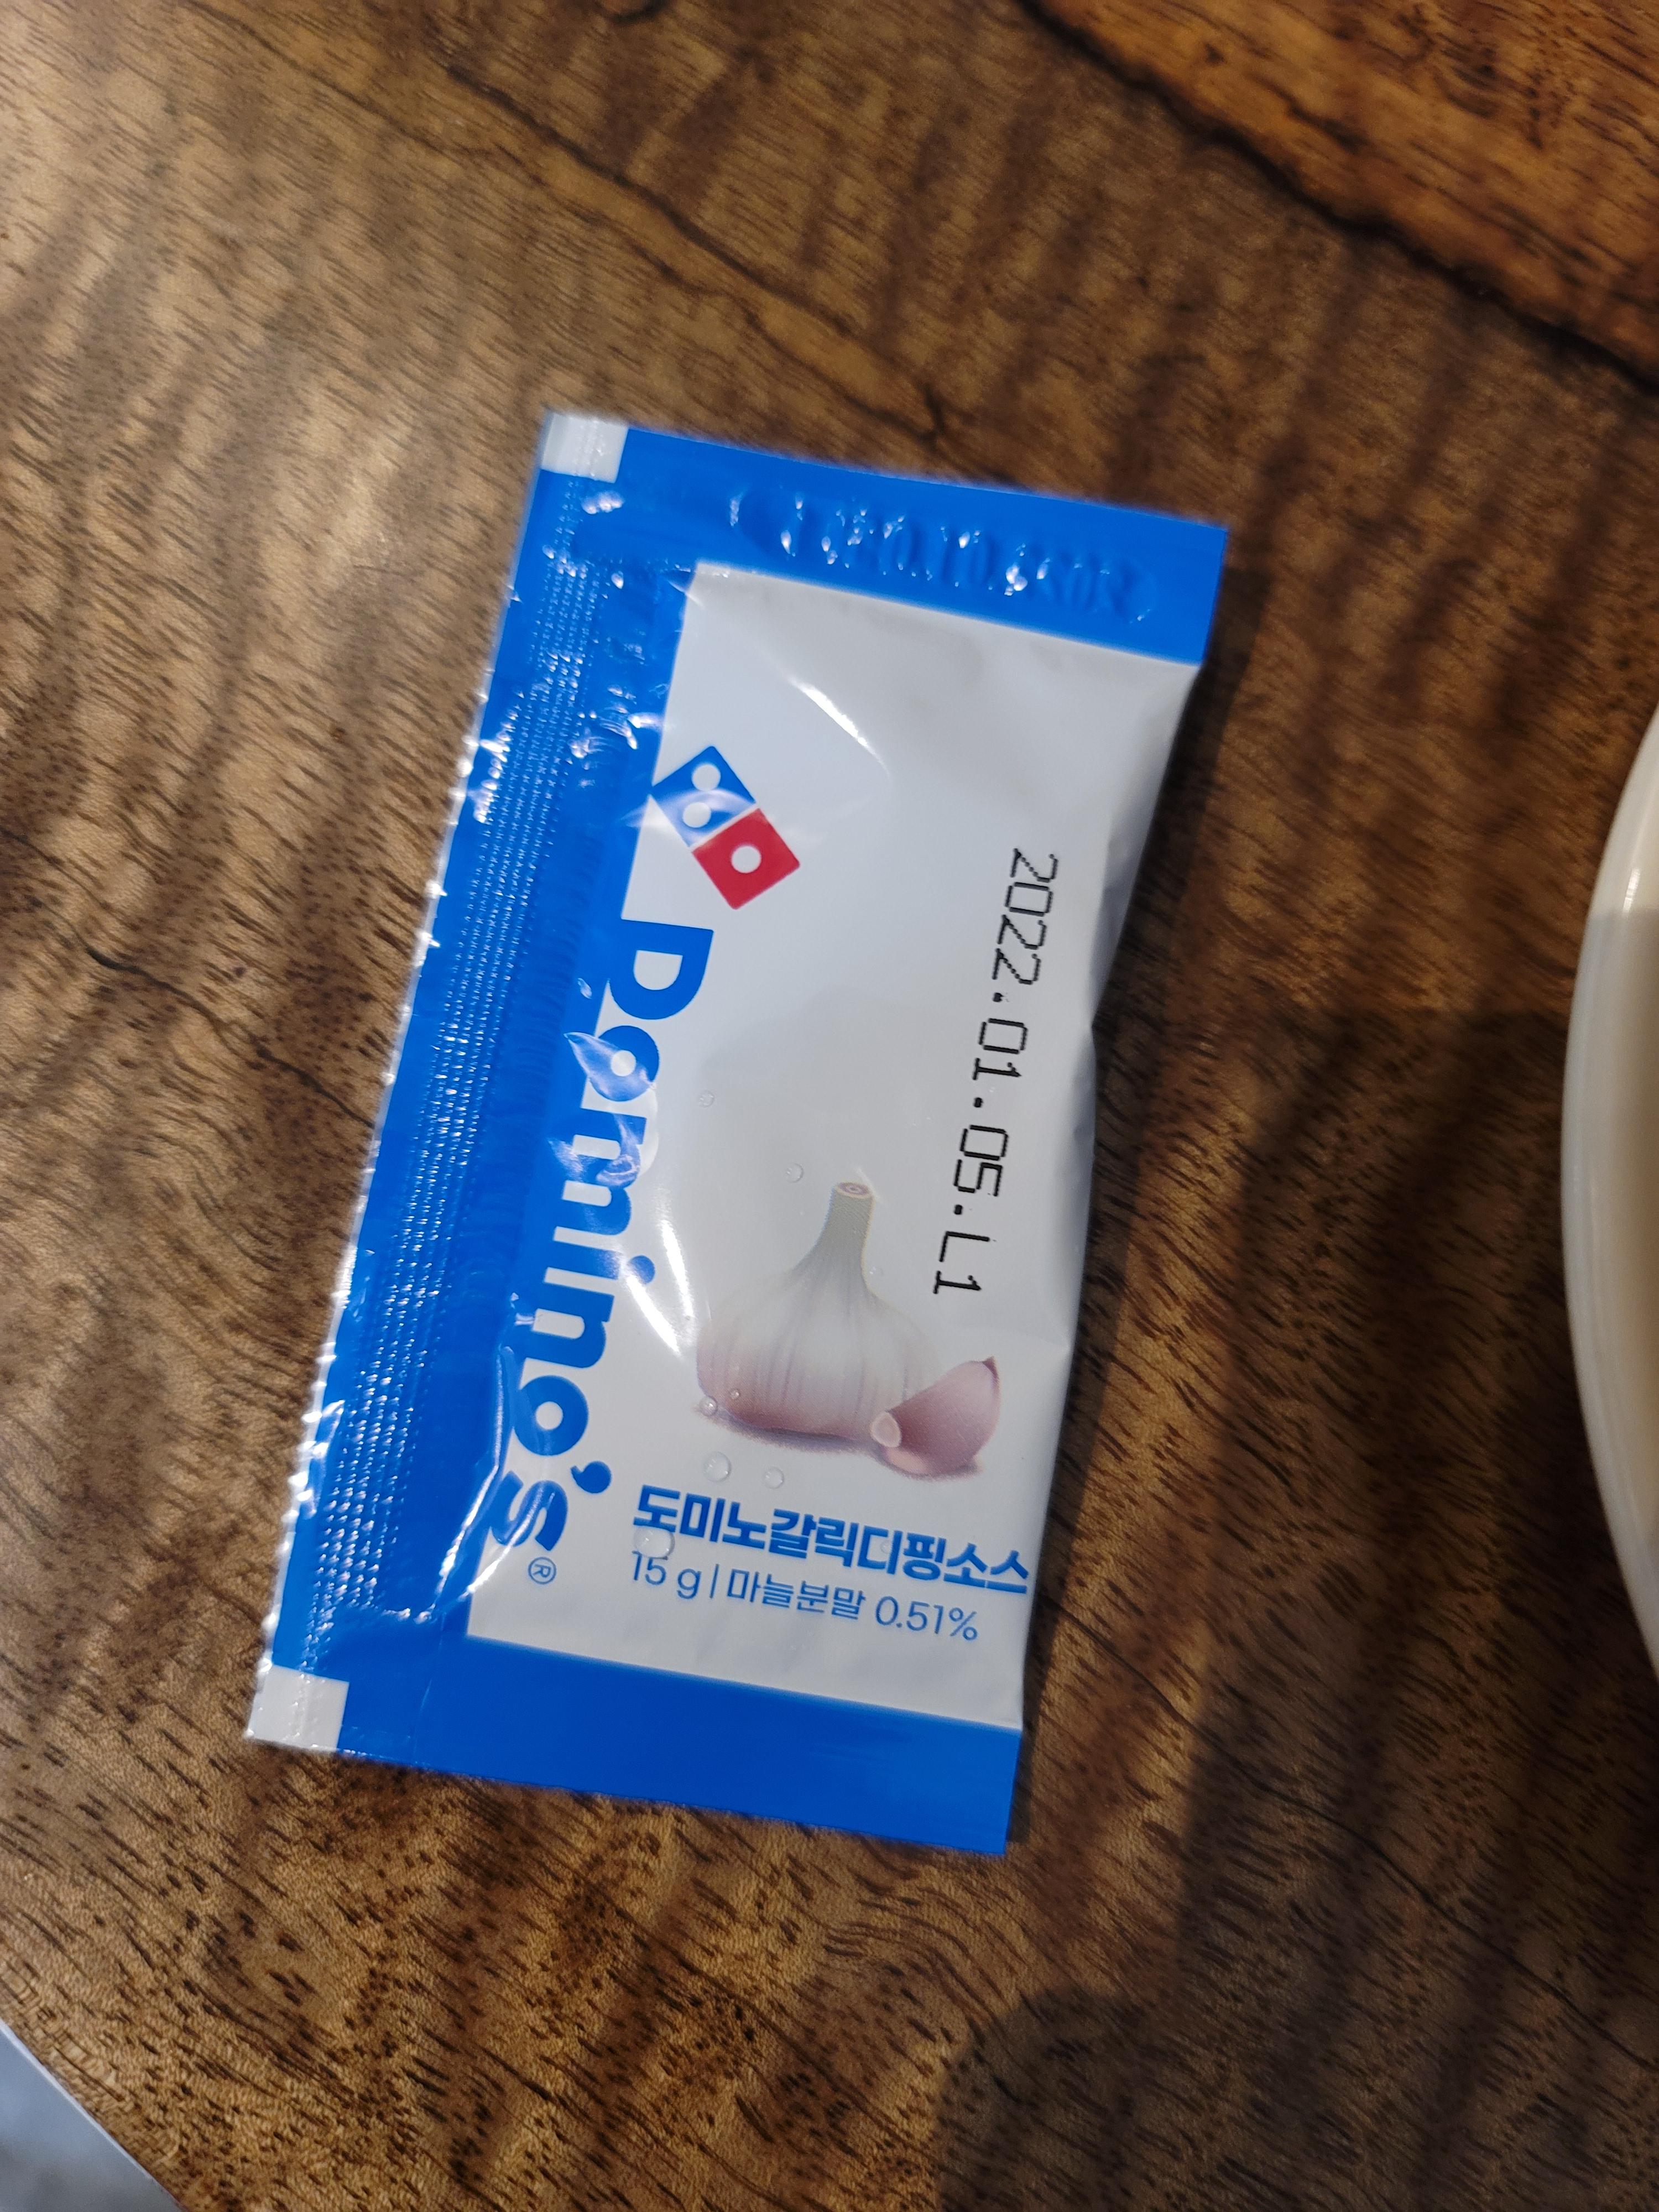 2022.01.05.L1
Domino's®
도미노갈릭디핑소스
15 g | 마늘분말 0.51%